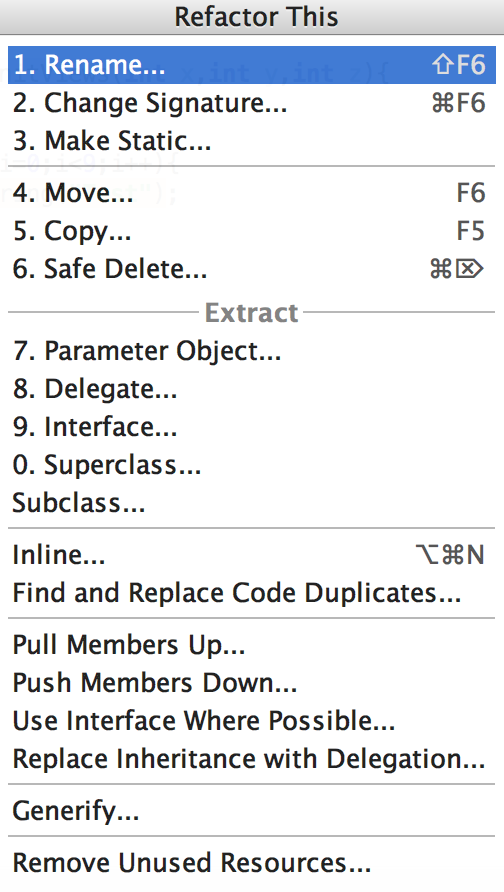 Refactor This
1. Rename... ⇧F6
2. Change Signature... ⌘F6
3. Make Static...
4. Move... F6
5. Copy... F5
6. Safe Delete... ⌘⌦
Extract
7. Parameter Object...
8. Delegate...
9. Interface...
0. Superclass...
Subclass...
Inline... ⌥⌘N
Find and Replace Code Duplicates...
Pull Members Up...
Push Members Down...
Use Interface Where Possible...
Replace Inheritance with Delegation...
Generify...
Remove Unused Resources...